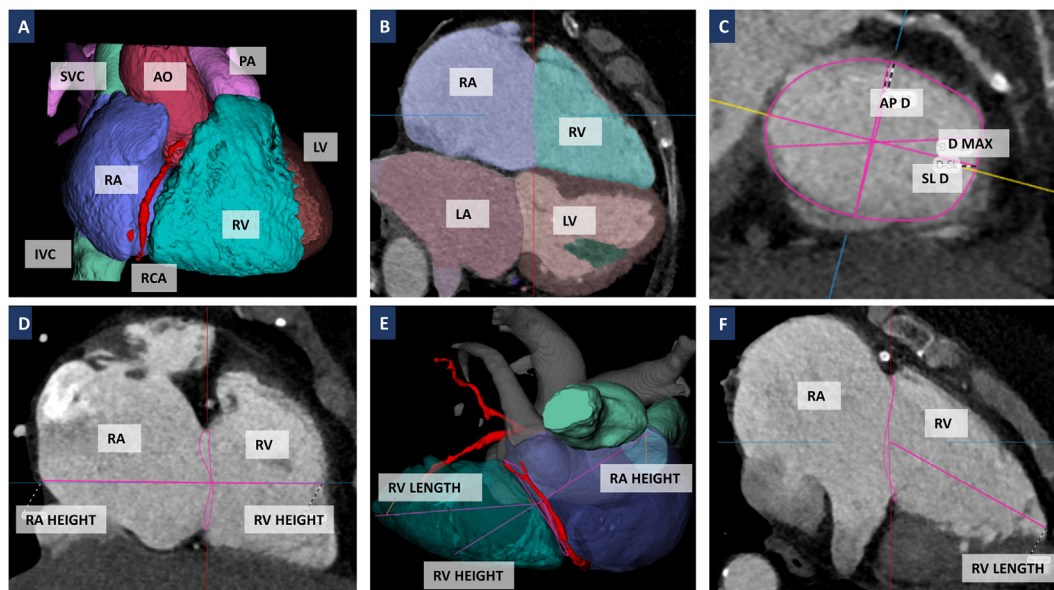 A
SVC
AO
PA
LV
RA
RV
IVC
RCA
B
RA
RV
LA
LV
C
AP D
D MAX
SL D
D
RA
RV
RA HEIGHT
RV HEIGHT
E
RV LENGTH
RA HEIGHT
RV HEIGHT
F
RA
RV
RV LENGTH